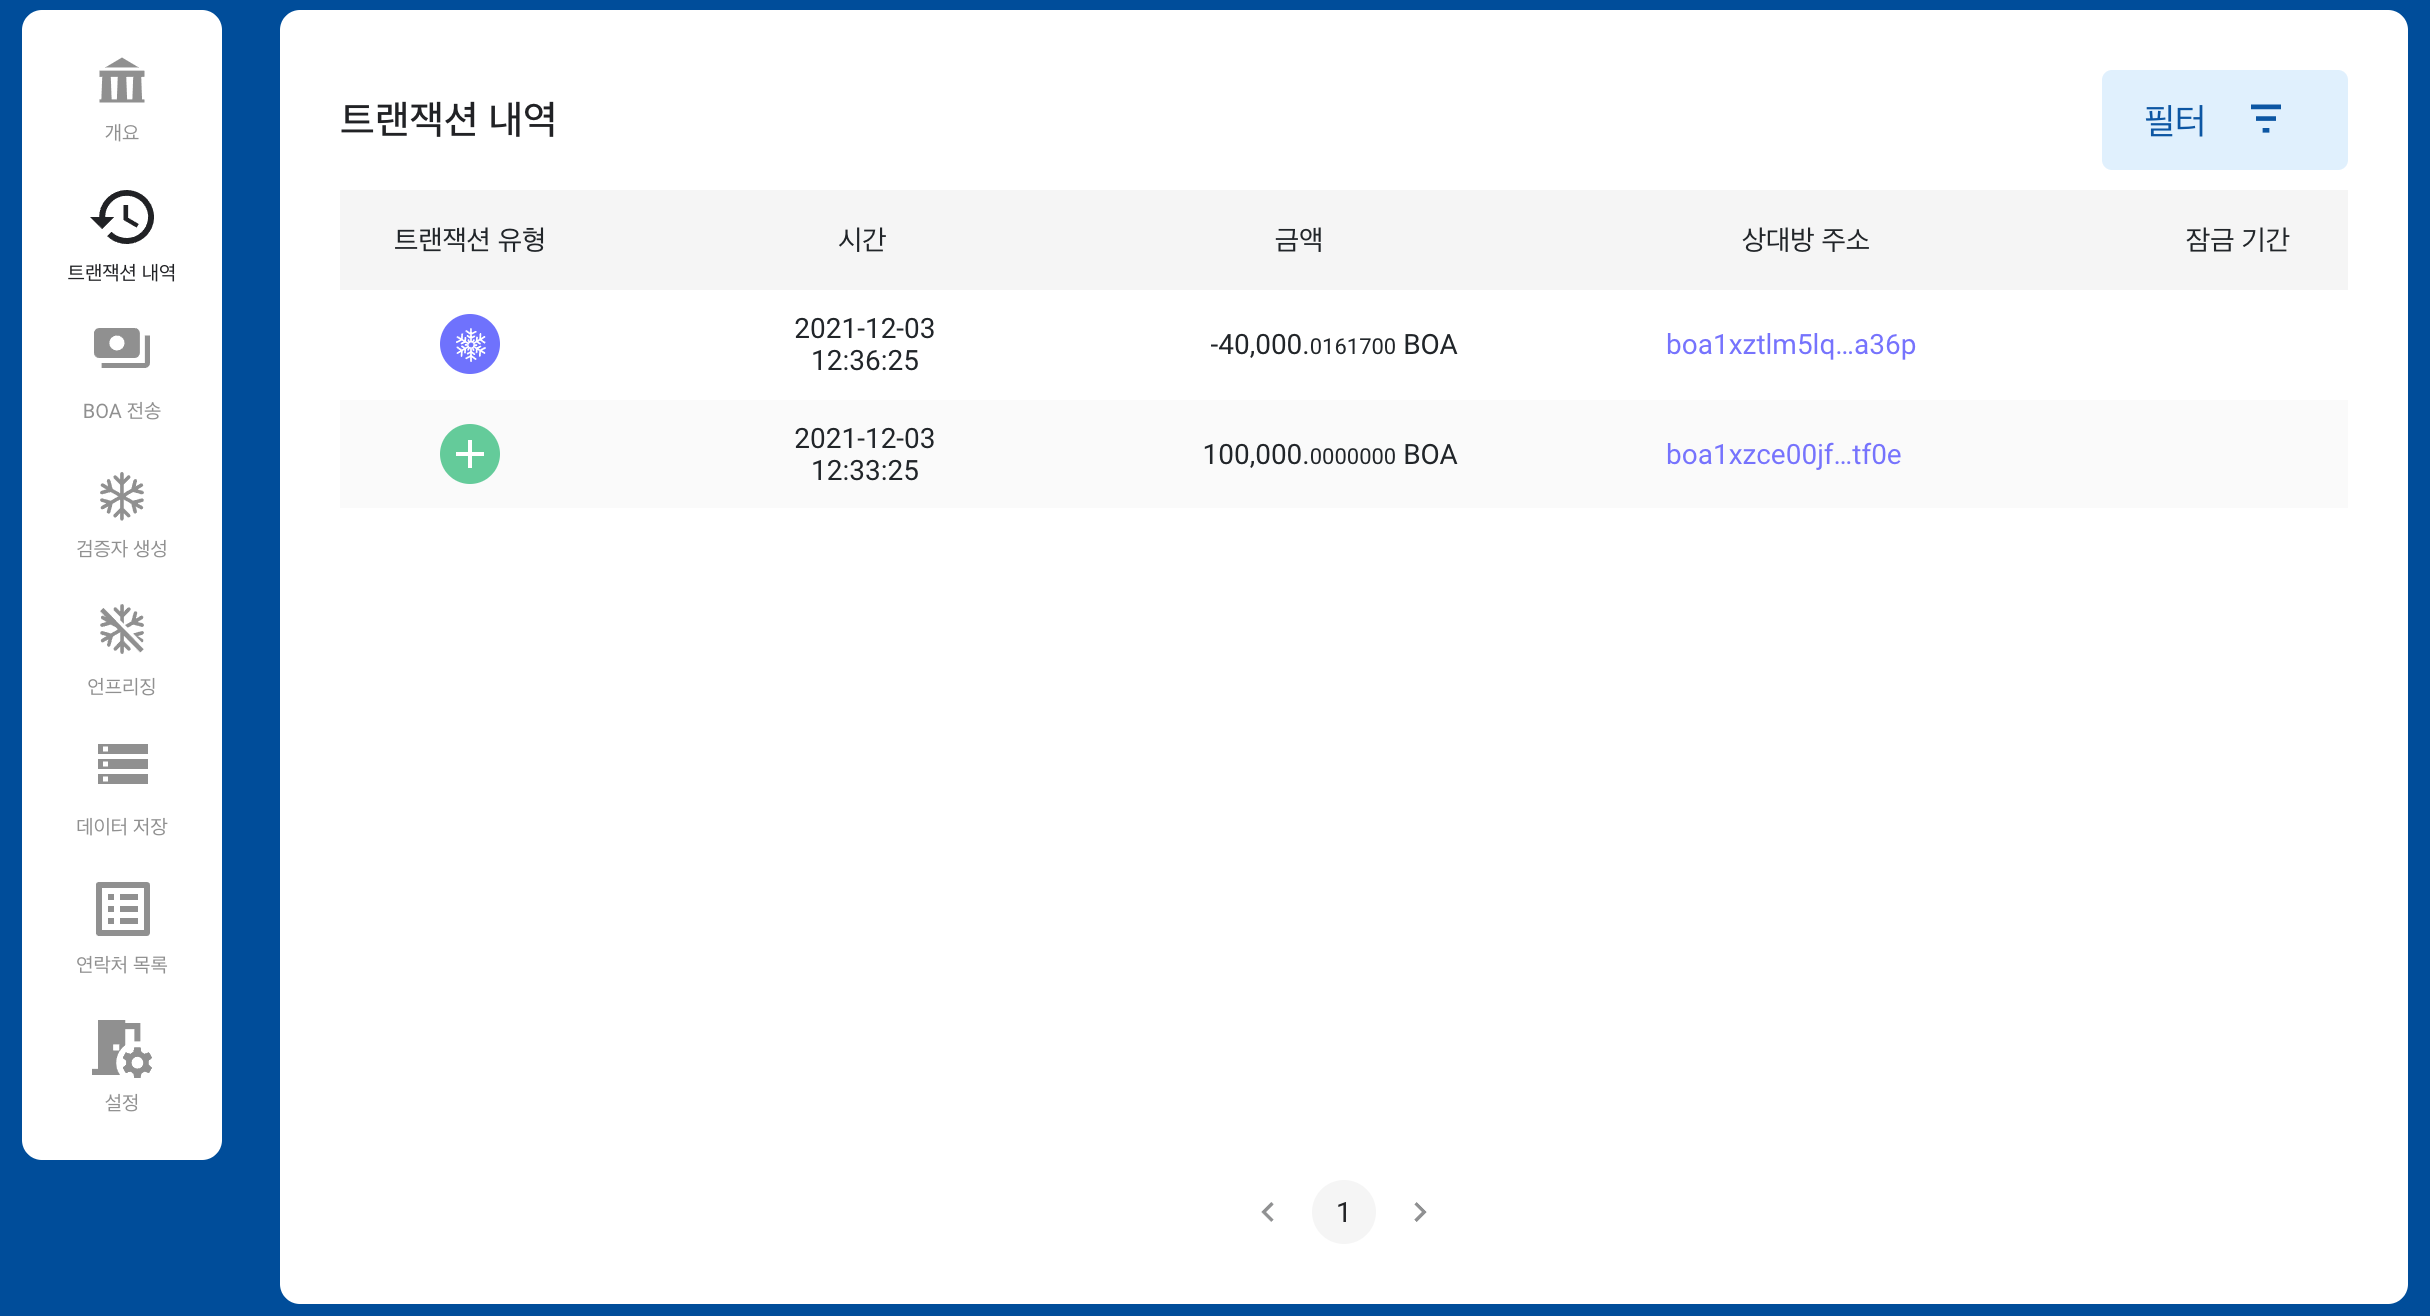 개요
트랜잭션 내역
BOA 전송
검증자 생성
언프리징
데이터 저장
연락처 목록
설정
트랜잭션 내역
필터
트랜잭션 유형 시간 금액 상대방 주소 잠금 기간
2021-12-03
12:36:25
-40,000.0161700 BOA
boa1xztlm5lq...a36p
2021-12-03
12:33:25
100,000.0000000 BOA
boa1xzce00jf...tf0e
1